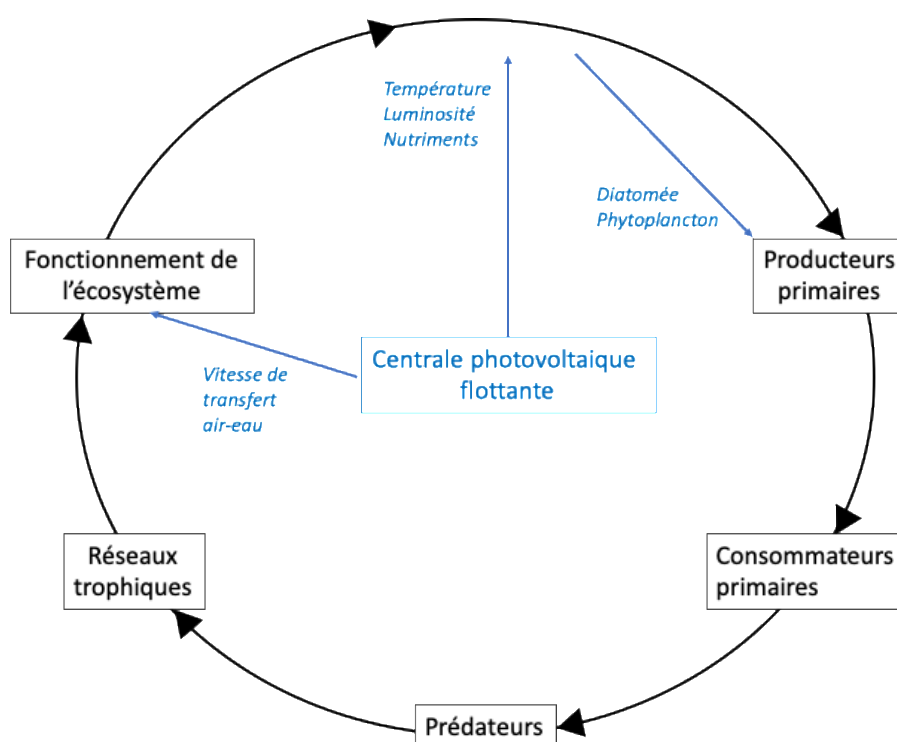 Température
Luminosité
Nutriments
Diatomée
Phytoplancton
Fonctionnement de
l'écosystème
Producteurs
primaires
Centrale photovoltaique
flottante
Vitesse de
transfert
air-eau
Réseaux
trophiques
Consommateurs
primaires
Prédateurs